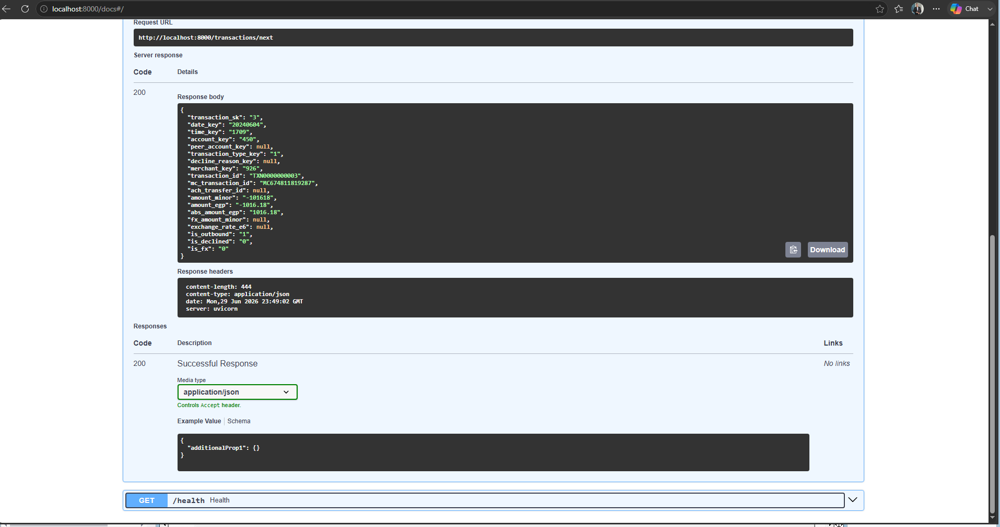 localhost:8000/docs#/
Chat
Request URL
http://localhost:8000/transactions/next
Server response
Code Details
200
Response body
{
  "transaction_sk": "3",
  "date_key": "20240604",
  "time_key": "1709",
  "account_key": "450",
  "peer_account_key": null,
  "transaction_type_key": "1",
  "decline_reason_key": null,
  "merchant_key": "926",
  "transaction_id": "TXN0000000003",
  "mc_transaction_id": "MC674811819287",
  "ach_transfer_id": null,
  "amount_minor": "-101618",
  "amount_egp": "-1016.18",
  "abs_amount_egp": "1016.18",
  "fx_amount_minor": null,
  "exchange_rate_e6": null,
  "is_outbound": "1",
  "is_declined": "0",
  "is_fx": "0"
}
Download
Response headers
content-length: 444
content-type: application/json
date: Mon,29 Jun 2026 23:49:02 GMT
server: uvicorn
Responses
Code Description Links
200 Successful Response No links
Media type
application/json
Controls Accept header.
Example Value Schema
{
  "additionalProp1": {}
}
GET /health Health